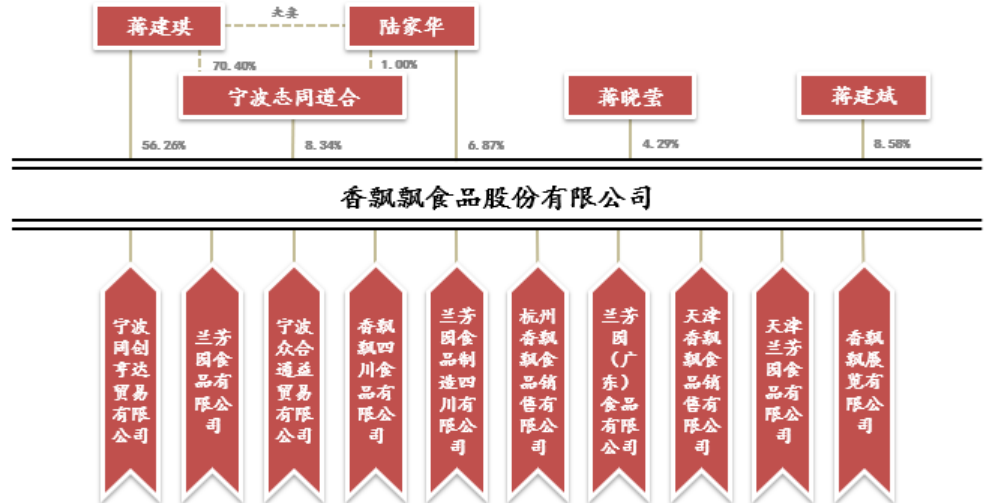 蒋建琪
夫妻
陆家华
70.40%
1.00%
宁波志同道合
蒋晓莹
蒋建斌
56.26%
8.34%
6.87%
4.29%
8.58%
香飘飘食品股份有限公司
宁波
同创
亨达
贸易
有限
公司
兰芳
园食
品有
限公
司
宁波
众合
通益
贸易
有限
公司
香飘
飘四
川食
品有
限公
司
兰芳
园食
品制
造四
川有
限公
司
杭州
香飘
飘食
品销
售有
限公
司
兰芳
园
（广
东）
食品
有限
公司
天津
香飘
飘食
品销
售有
限公
司
天津
兰芳
园食
品有
限公
司
香飘
飘展
览有
限公
司